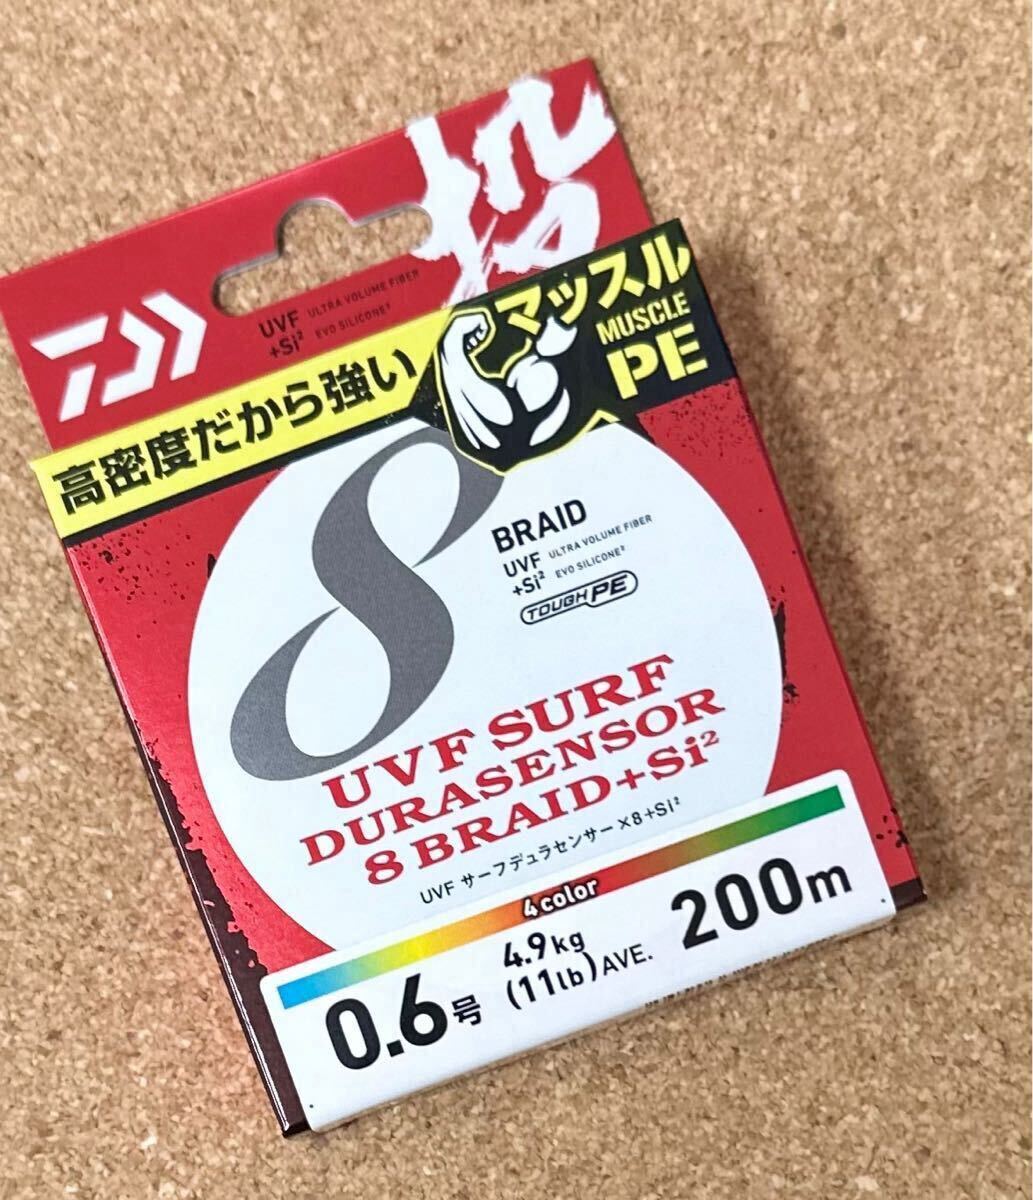 投
UVF ULTRA VOLUME FIBER
+Si² EVO SILICONE²
マッスル
MUSCLE
PE
高密度だから強い
8
BRAID
UVF ULTRA VOLUME FIBER
+Si² EVO SILICONE²
TOUGH PE
UVF SURF
DURASENSOR
8 BRAID+Si²
UVF サーフデュラセンサー×8+Si²
4color
0.6号 4.9kg (11lb) AVE. 200m